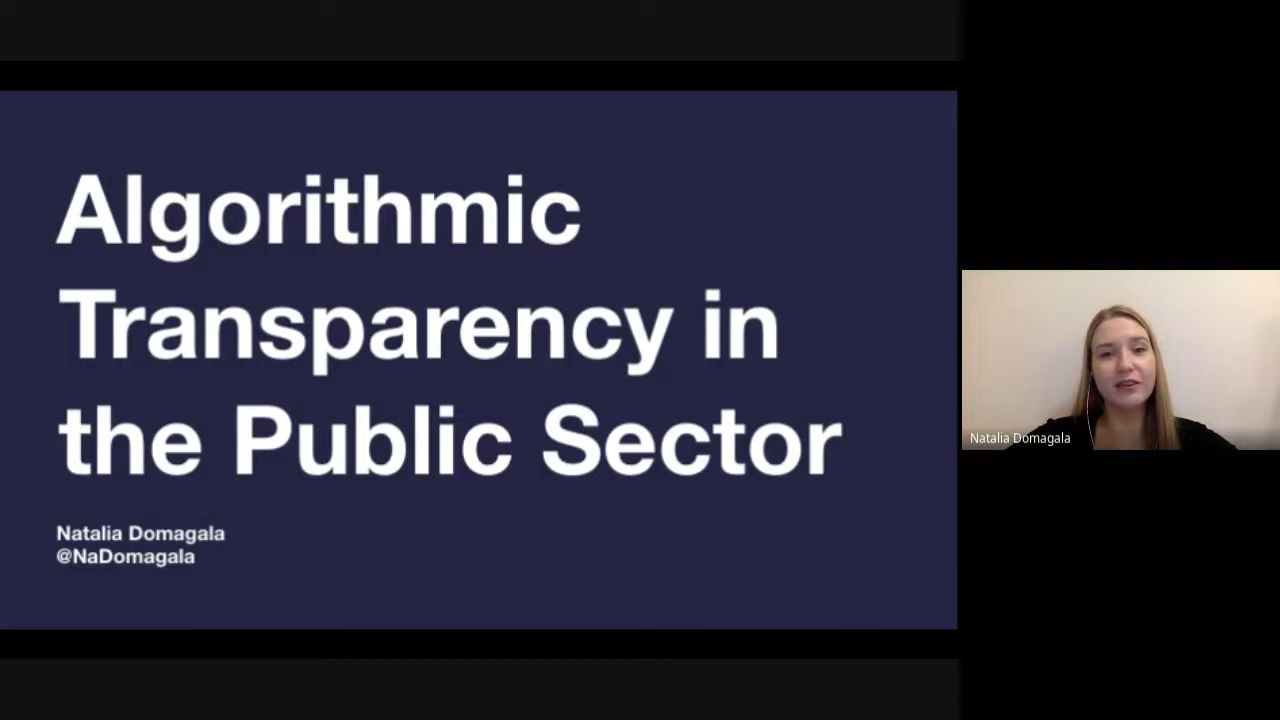 Algorithmic
Transparency in
the Public Sector
Natalia Domagala
@NaDomagala
Natalia Domagala